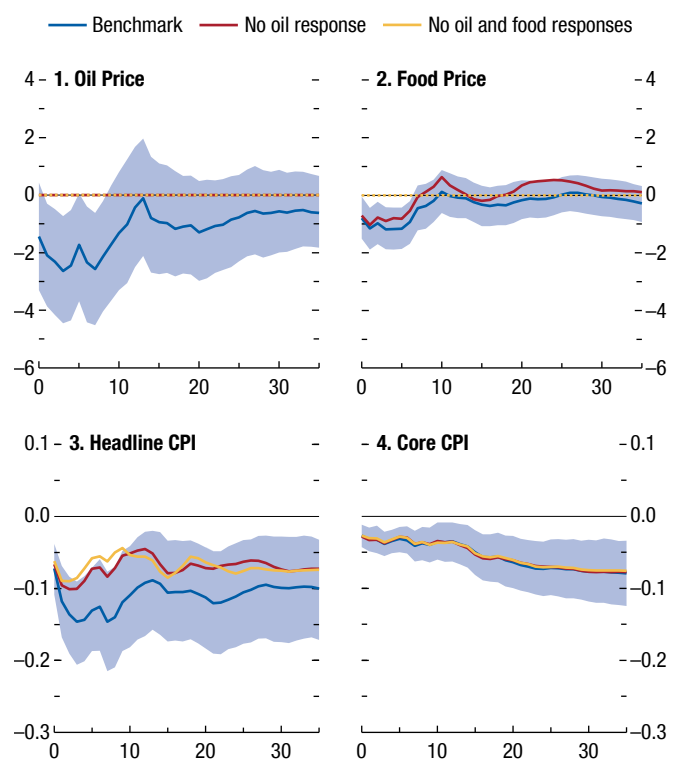 Benchmark No oil response No oil and food responses
4 1. Oil Price 2. Food Price 4
2 2
0 0
–2 –2
–4 –4
–6 –6
0 10 20 30 0 10 20 30
0.1 3. Headline CPI 4. Core CPI 0.1
0.0 0.0
–0.1 –0.1
–0.2 –0.2
–0.3 –0.3
0 10 20 30 0 10 20 30